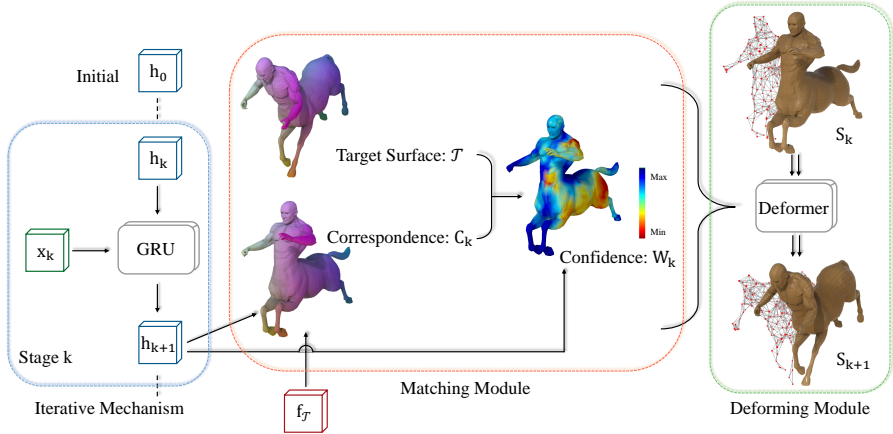 Initial
h₀
hₖ
xₖ
GRU
hₖ₊₁
Stage k
Iterative Mechanism
Target Surface: 𝒯
Correspondence: Cₖ
Max
Min
Confidence: Wₖ
f𝒯
Matching Module
Sₖ
Deformer
Sₖ₊₁
Deforming Module